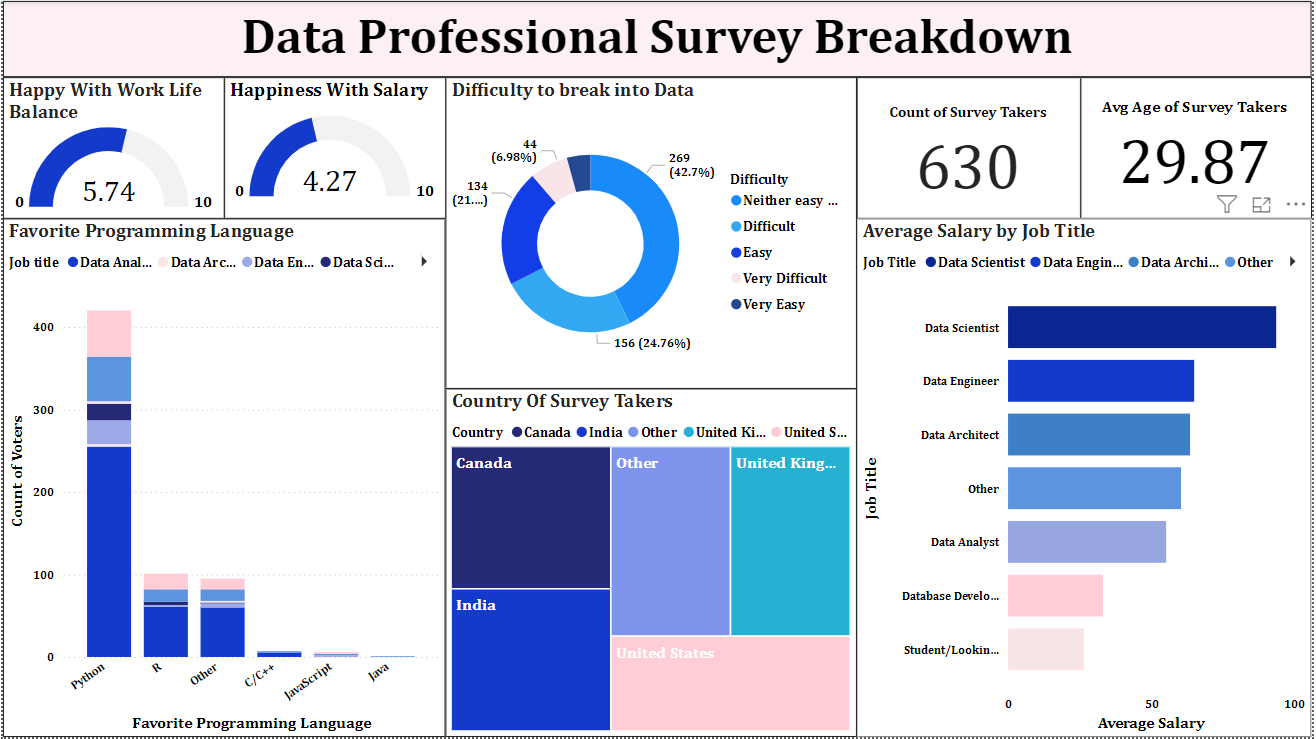 Data Professional Survey Breakdown
Happy With Work Life
Balance
0
5.74
10
Happiness With Salary
0
4.27
10
Difficulty to break into Data
44
(6.98%)
269
(42.7%)
134
(21....)
156 (24.76%)
Difficulty
Neither easy ...
Difficult
Easy
Very Difficult
Very Easy
Count of Survey Takers
630
Avg Age of Survey Takers
29.87
Favorite Programming Language
Job title Data Anal... Data Arc... Data En... Data Sci...
Count of Voters
400
300
200
100
0
Python R Other C/C++ JavaScript Java
Favorite Programming Language
Country Of Survey Takers
Country Canada India Other United Ki... United S...
Canada
Other
United King...
India
United States
Average Salary by Job Title
Job Title Data Scientist Data Engin... Data Archi... Other
Job Title
Data Scientist
Data Engineer
Data Architect
Other
Data Analyst
Database Develo...
Student/Lookin...
0 50 100
Average Salary